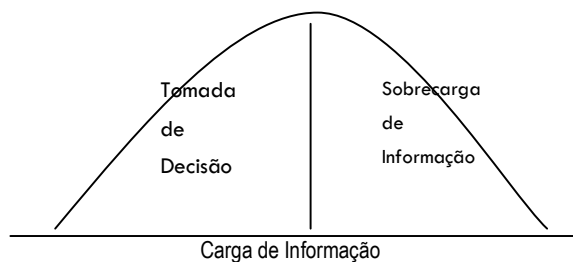 Tomada
de
Decisão
Sobrecarga
de
Informação
Carga de Informação